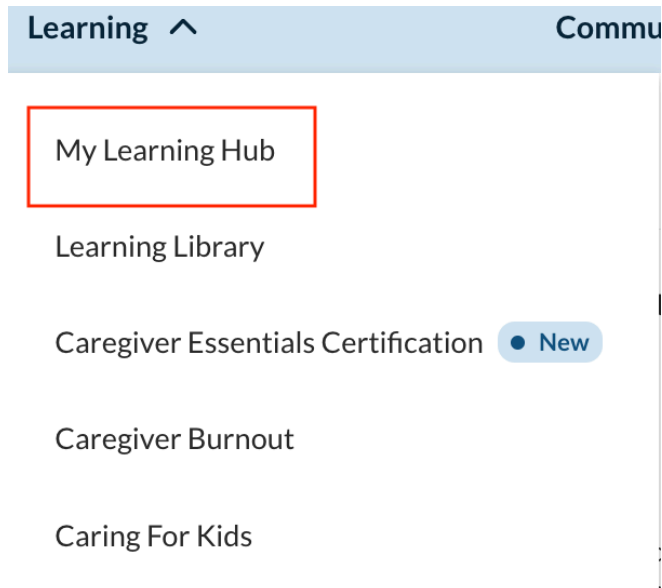 Learning
Commu
My Learning Hub
Learning Library
Caregiver Essentials Certification
New
Caregiver Burnout
Caring For Kids